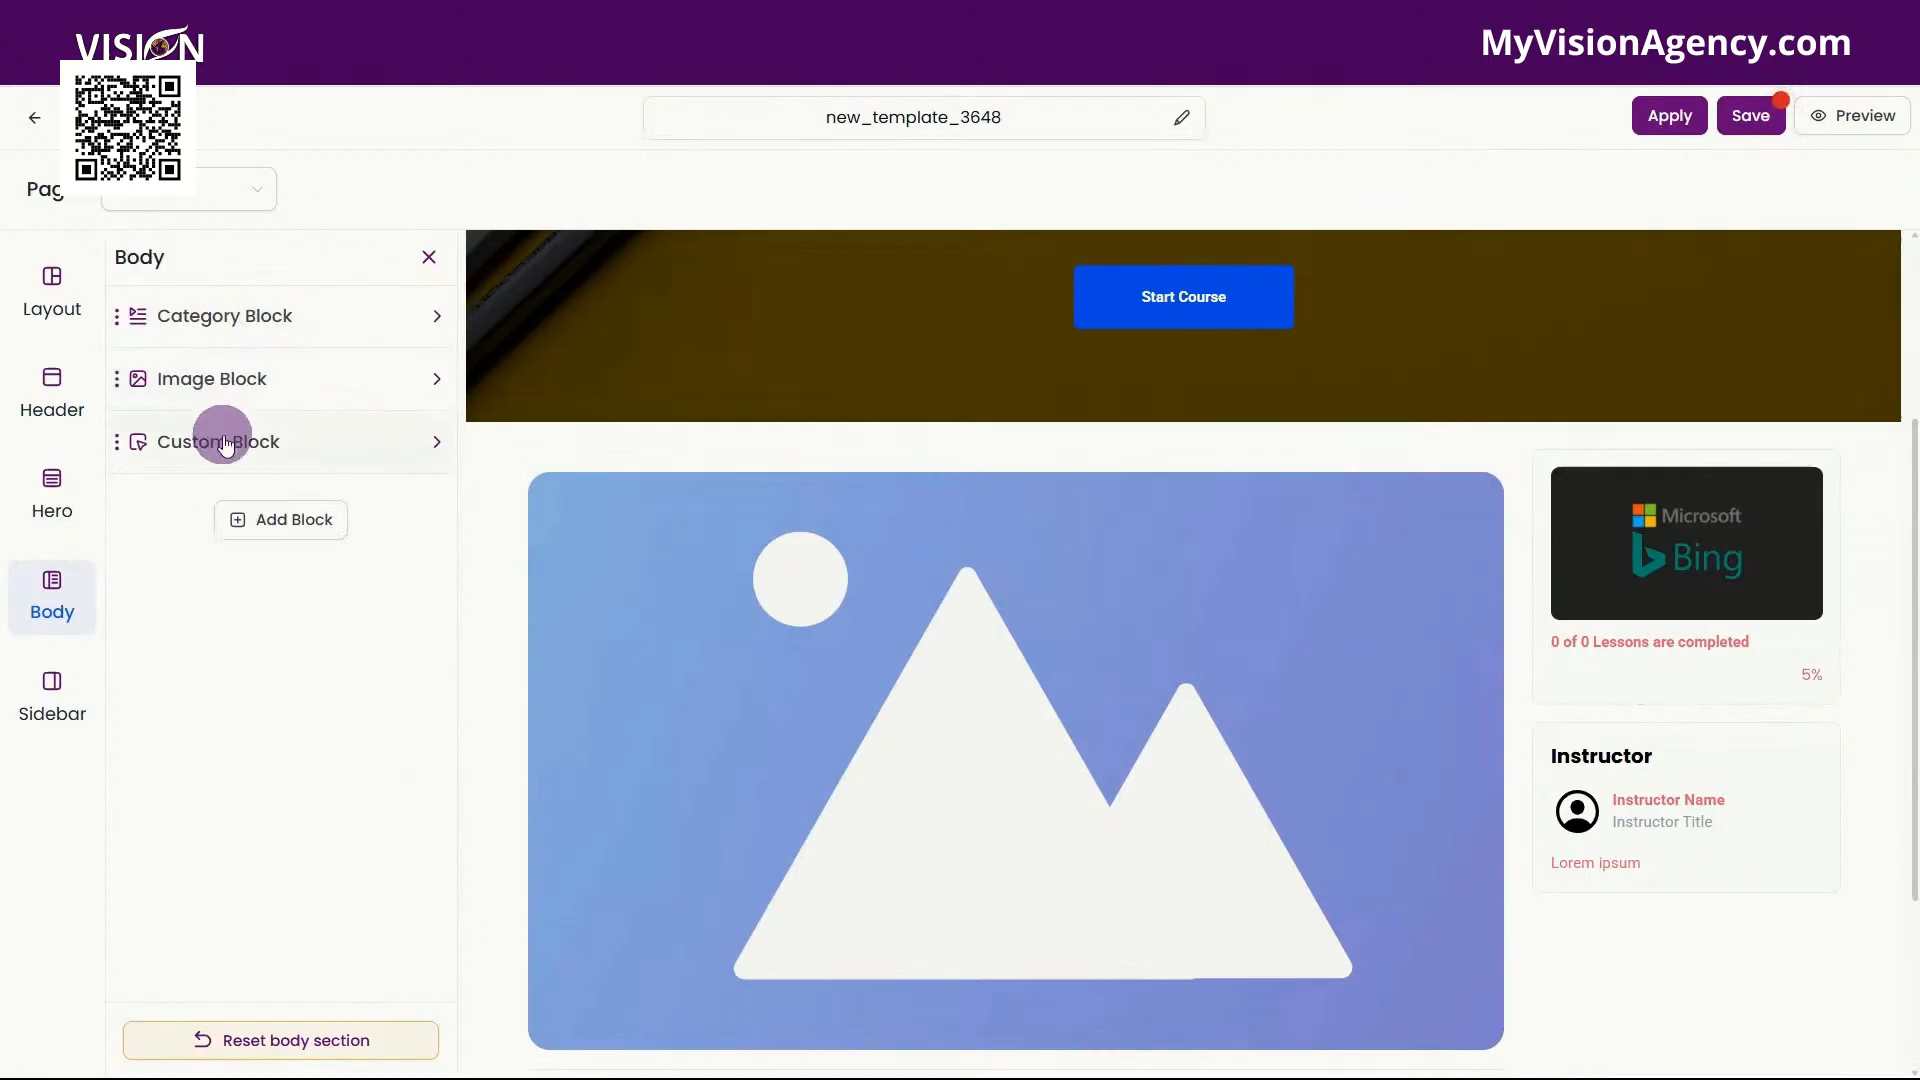 VISION
MyVisionAgency.com
new_template_3648
Apply
Save
Preview
Pag
Layout
Header
Hero
Body
Sidebar
Body
Category Block
Image Block
Custom Block
Add Block
Reset body section
Start Course
Microsoft
Bing
0 of 0 Lessons are completed
5%
Instructor
Instructor Name
Instructor Title
Lorem ipsum